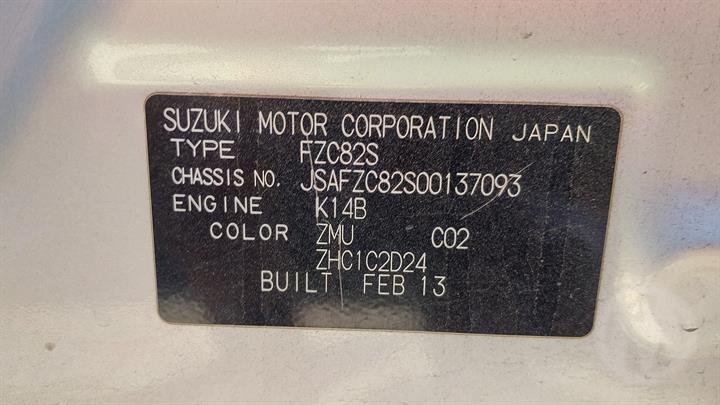 SUZUKI MOTOR CORPORATION JAPAN
TYPE FZC82S
CHASSIS NO. JSAFZC82S00137093
ENGINE K14B
COLOR ZMU C02
ZHC1C2D24
BUILT FEB 13